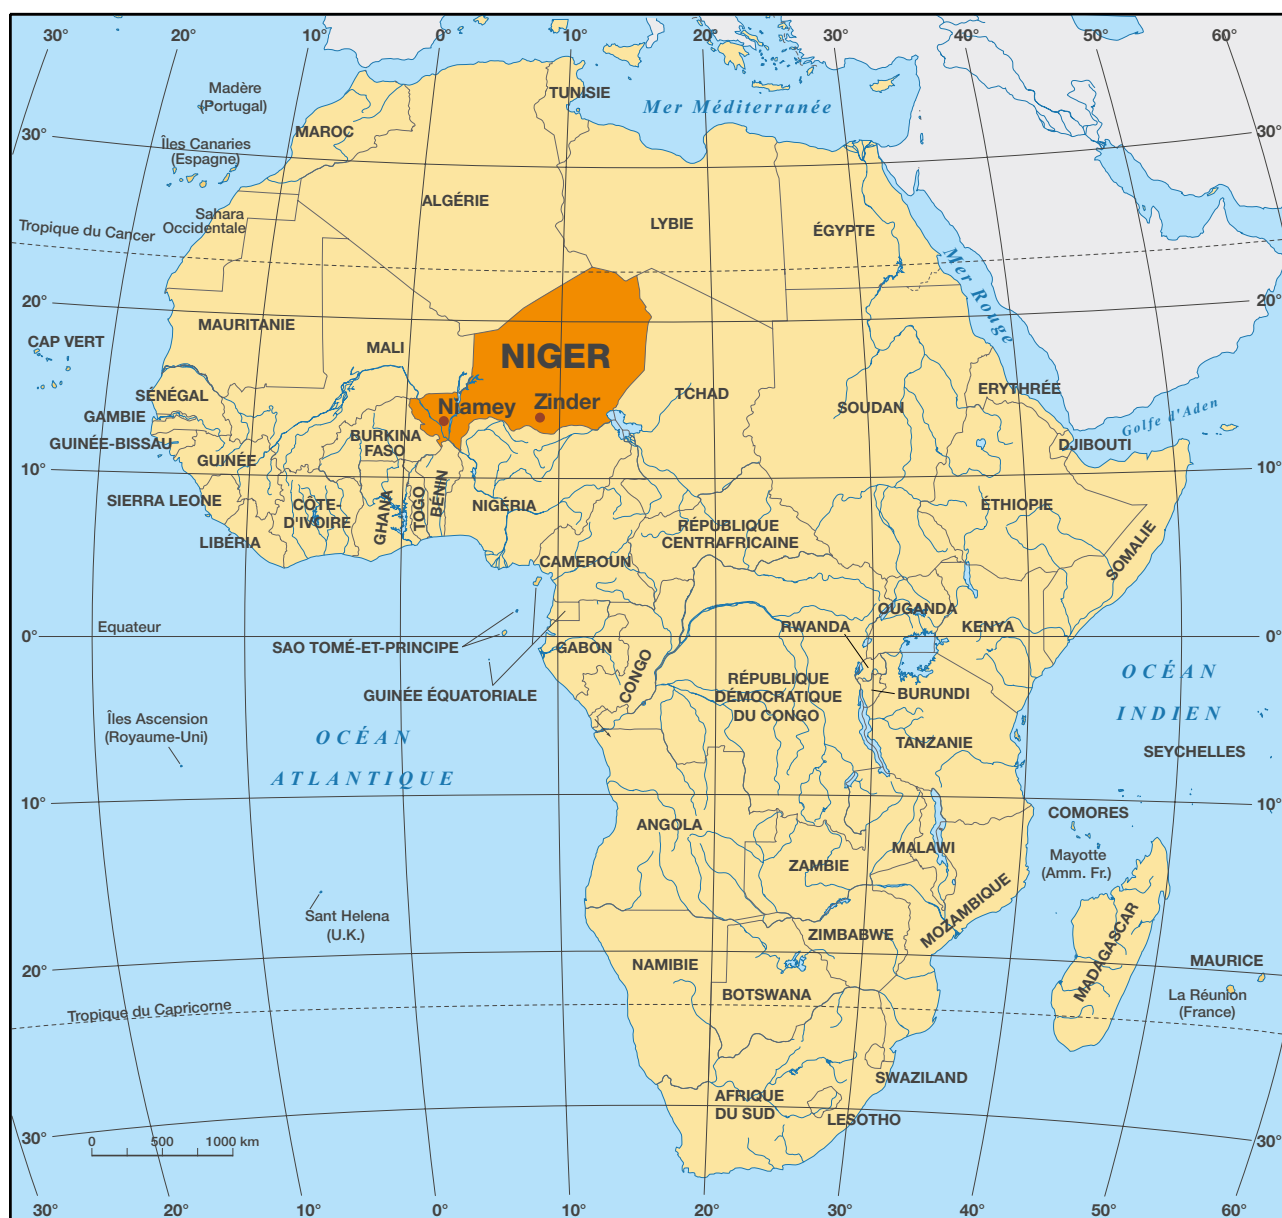 30°
20°
10°
0°
10°
20°
30°
40°
50°
60°
Madère
(Portugal)
TUNISIE
Mer Méditerranée
30°
MAROC
30°
Îles Canaries
(Espagne)
ALGÉRIE
Sahara
Occidentale
LYBIE
ÉGYPTE
Tropique du Cancer
Mer Rouge
20°
20°
MAURITANIE
CAP VERT
MALI
NIGER
SÉNÉGAL
ERYTHRÉE
TCHAD
Zinder
Niamey
SOUDAN
GAMBIE
Golfe d'Aden
GUINÉE-BISSAU
BURKINA
FASO
DJIBOUTI
GUINÉE
10°
10°
SIERRA LEONE
CÔTE-
D'IVOIRE
GHANA
TOGO
BÉNIN
NIGÉRIA
ÉTHIOPIE
RÉPUBLIQUE
CENTRAFRICAINE
LIBÉRIA
SOMALIE
CAMEROUN
OUGANDA
Equateur
RWANDA
KENYA
0°
0°
SAO TOMÉ-ET-PRINCIPE
GABON
CONGO
OCÉAN
INDIEN
RÉPUBLIQUE
DÉMOCRATIQUE
DU CONGO
GUINÉE ÉQUATORIALE
BURUNDI
Îles Ascension
(Royaume-Uni)
OCÉAN
ATLANTIQUE
TANZANIE
SEYCHELLES
10°
10°
COMORES
ANGOLA
MALAWI
Mayotte
(Amm. Fr.)
ZAMBIE
MOZAMBIQUE
Sant Helena
(U.K.)
ZIMBABWE
MADAGASCAR
NAMIBIE
MAURICE
20°
20°
BOTSWANA
La Réunion
(France)
Tropique du Capricorne
SWAZILAND
AFRIQUE
DU SUD
LESOTHO
30°
30°
0
500
1000 km
30°
20°
10°
0°
10°
20°
30°
40°
50°
60°